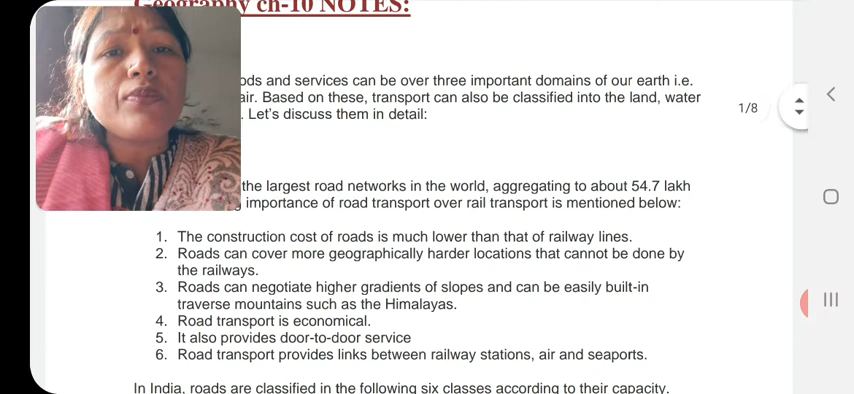 Geography ch-10 NOTES:
ods and services can be over three important domains of our earth i.e.
air. Based on these, transport can also be classified into the land, water
. Let's discuss them in detail:
1/8
the largest road networks in the world, aggregating to about 54.7 lakh
importance of road transport over rail transport is mentioned below:
1. The construction cost of roads is much lower than that of railway lines.
2. Roads can cover more geographically harder locations that cannot be done by
the railways.
3. Roads can negotiate higher gradients of slopes and can be easily built-in
traverse mountains such as the Himalayas.
4. Road transport is economical.
5. It also provides door-to-door service
6. Road transport provides links between railway stations, air and seaports.
In India, roads are classified in the following six classes according to their capacity.